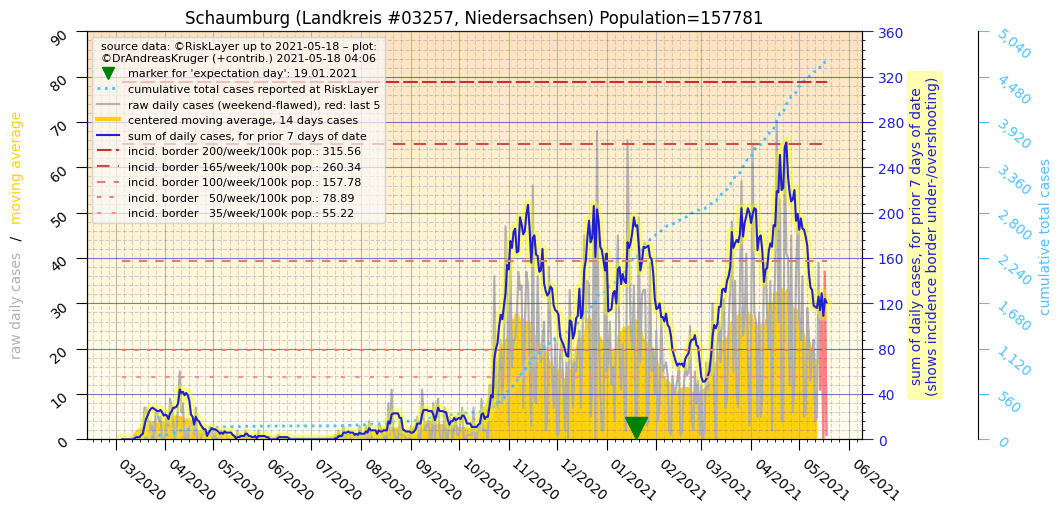 Schaumburg (Landkreis #03257, Niedersachsen) Population=157781
source data: ©RiskLayer up to 2021-05-18 – plot:
©DrAndreasKruger (+contrib.) 2021-05-18 04:06
marker for 'expectation day': 19.01.2021
cumulative total cases reported at RiskLayer
raw daily cases (weekend-flawed), red: last 5
centered moving average, 14 days cases
sum of daily cases, for prior 7 days of date
incid. border 200/week/100k pop.: 315.56
incid. border 165/week/100k pop.: 260.34
incid. border 100/week/100k pop.: 157.78
incid. border 50/week/100k pop.: 78.89
incid. border 35/week/100k pop.: 55.22
raw daily cases / moving average
90
80
70
60
50
40
30
20
10
0
03/2020
04/2020
05/2020
06/2020
07/2020
08/2020
09/2020
10/2020
11/2020
12/2020
01/2021
02/2021
03/2021
04/2021
05/2021
06/2021
360
320
280
240
200
160
120
80
40
0
sum of daily cases, for prior 7 days of date
(shows incidence border under-/overshooting)
5,040
4,480
3,920
3,360
2,800
2,240
1,680
1,120
560
0
cumulative total cases